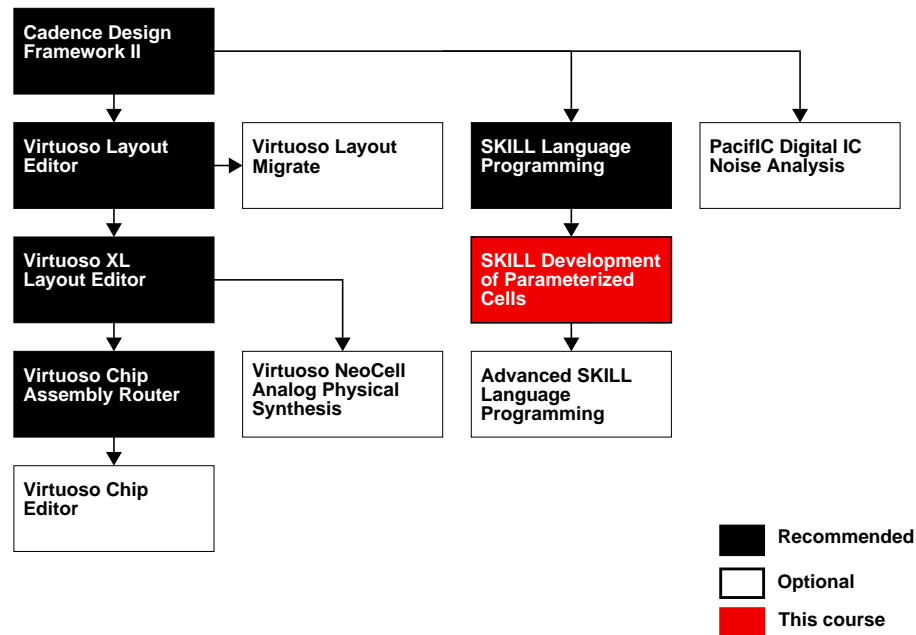 Cadence Design
Framework II
Virtuoso Layout
Editor
Virtuoso Layout
Migrate
SKILL Language
Programming
PacifIC Digital IC
Noise Analysis
Virtuoso XL
Layout Editor
SKILL Development
of Parameterized
Cells
Virtuoso Chip
Assembly Router
Virtuoso NeoCell
Analog Physical
Synthesis
Advanced SKILL
Language
Programming
Virtuoso Chip
Editor
Recommended
Optional
This course